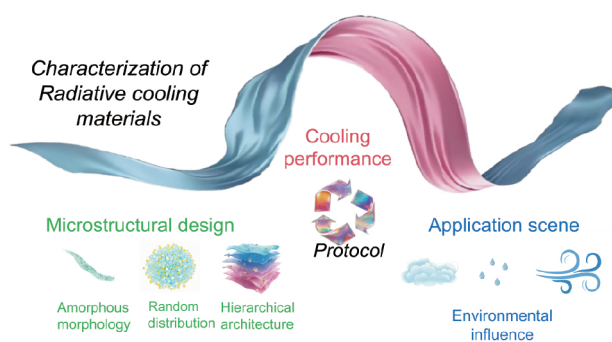 Characterization of
Radiative cooling
materials
Cooling
performance
Protocol
Microstructural design
Amorphous
morphology
Random
distribution
Hierarchical
architecture
Application scene
Environmental
influence